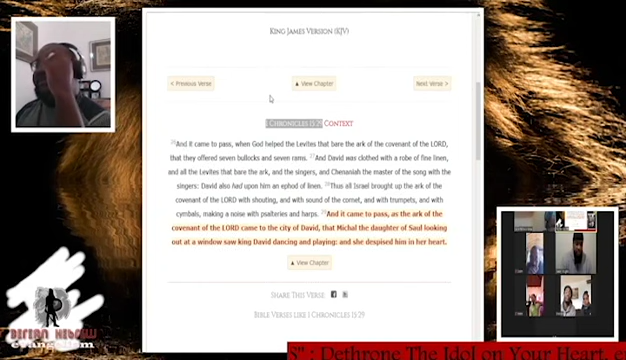 KING JAMES VERSION (KJV)
< Previous Verse
▲ View Chapter
Next Verse >
1 CHRONICLES 15:29 CONTEXT
26And it came to pass, when God helped the Levites that bare the ark of the covenant of the LORD,
that they offered seven bullocks and seven rams. 27And David was clothed with a robe of fine linen,
and all the Levites that bare the ark, and the singers, and Chenaniah the master of the song with the
singers: David also had upon him an ephod of linen. 28Thus all Israel brought up the ark of the
covenant of the LORD with shouting, and with sound of the cornet, and with trumpets, and with
cymbals, making a noise with psalteries and harps. 29And it came to pass, as the ark of the
covenant of the LORD came to the city of David, that Michal the daughter of Saul looking
out at a window saw king David dancing and playing: and she despised him in her heart.
▲ View Chapter
SHARE THIS VERSE
BIBLE VERSES LIKE 1 CHRONICLES 15:29
BEREAN HEBREW
3" : Dethrone The Idol on Your Heart, e